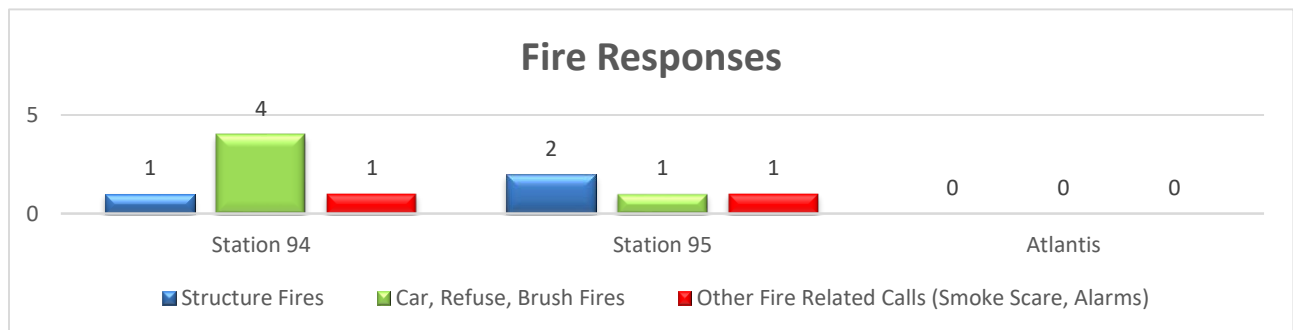 Fire Responses
5
4
1
1
2
1
1
0
0
0
0
Station 94
Station 95
Atlantis
Structure Fires
Car, Refuse, Brush Fires
Other Fire Related Calls (Smoke Scare, Alarms)